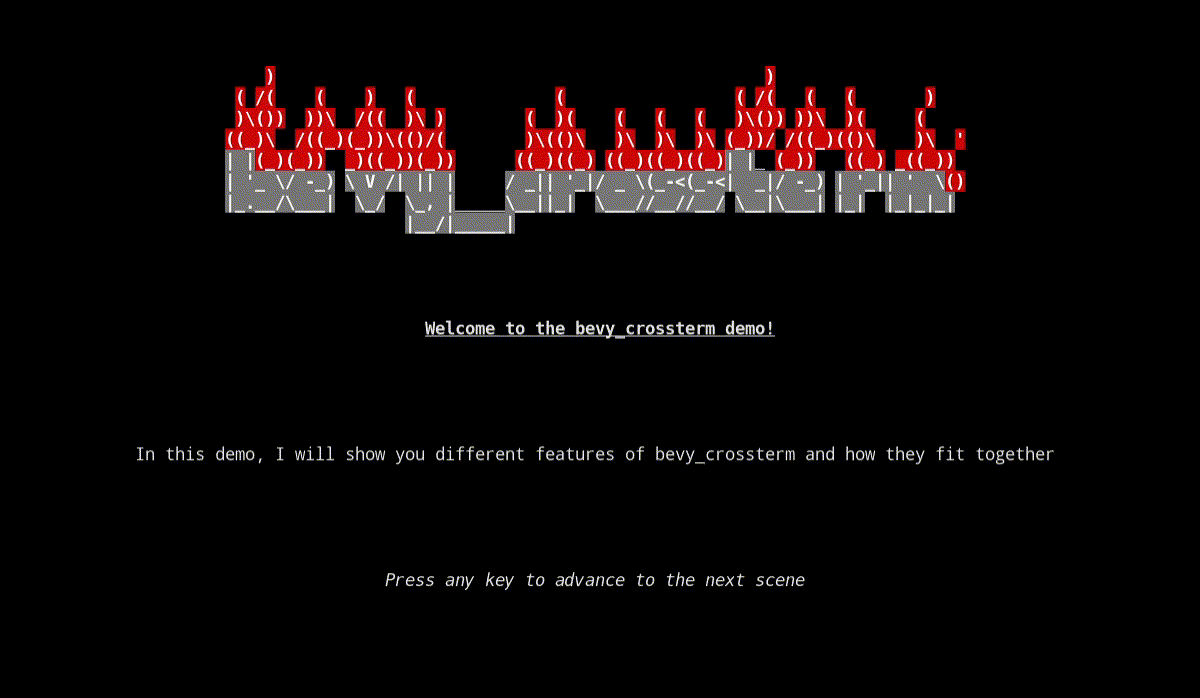 bevy_crossterm
Welcome to the bevy_crossterm demo!
In this demo, I will show you different features of bevy_crossterm and how they fit together
Press any key to advance to the next scene